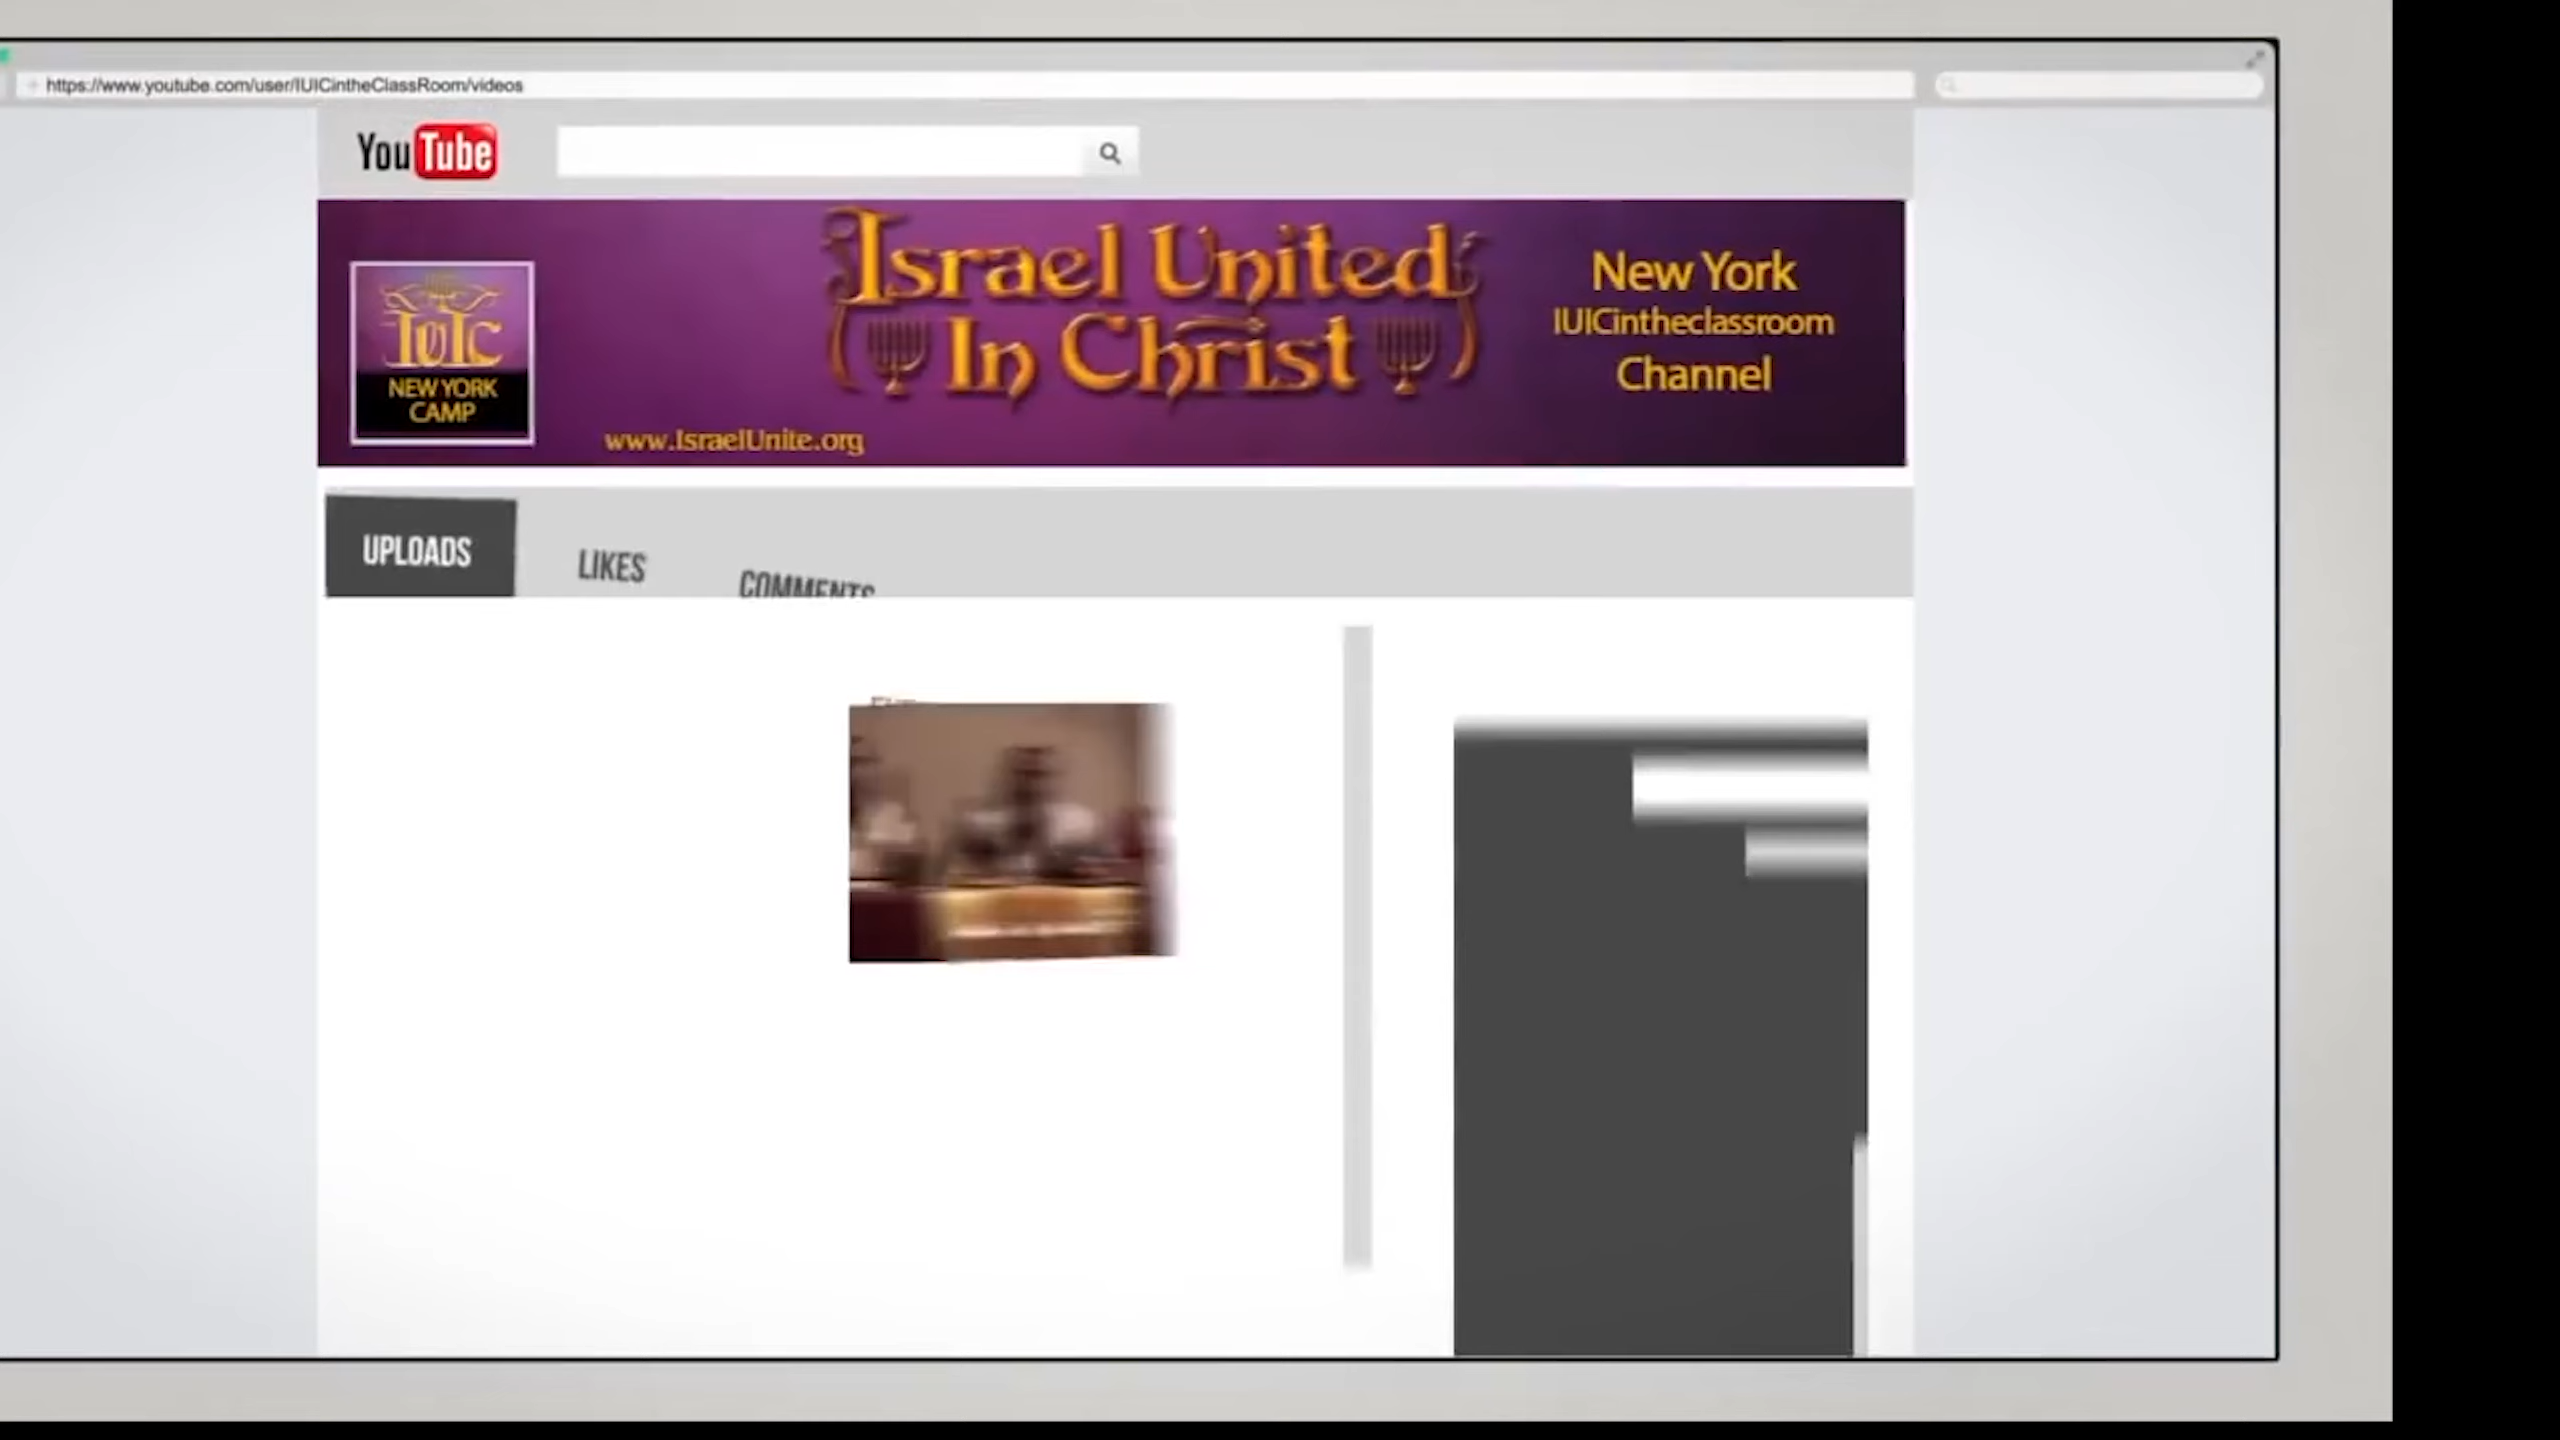 https://www.youtube.com/user/IUICintheClassRoom/videos
YouTube
Israel United
In Christ
New York
IUICintheclassroom
Channel
IUIC
NEW YORK
CAMP
www.IsraelUnite.org
UPLOADS
LIKES
COMMENTS